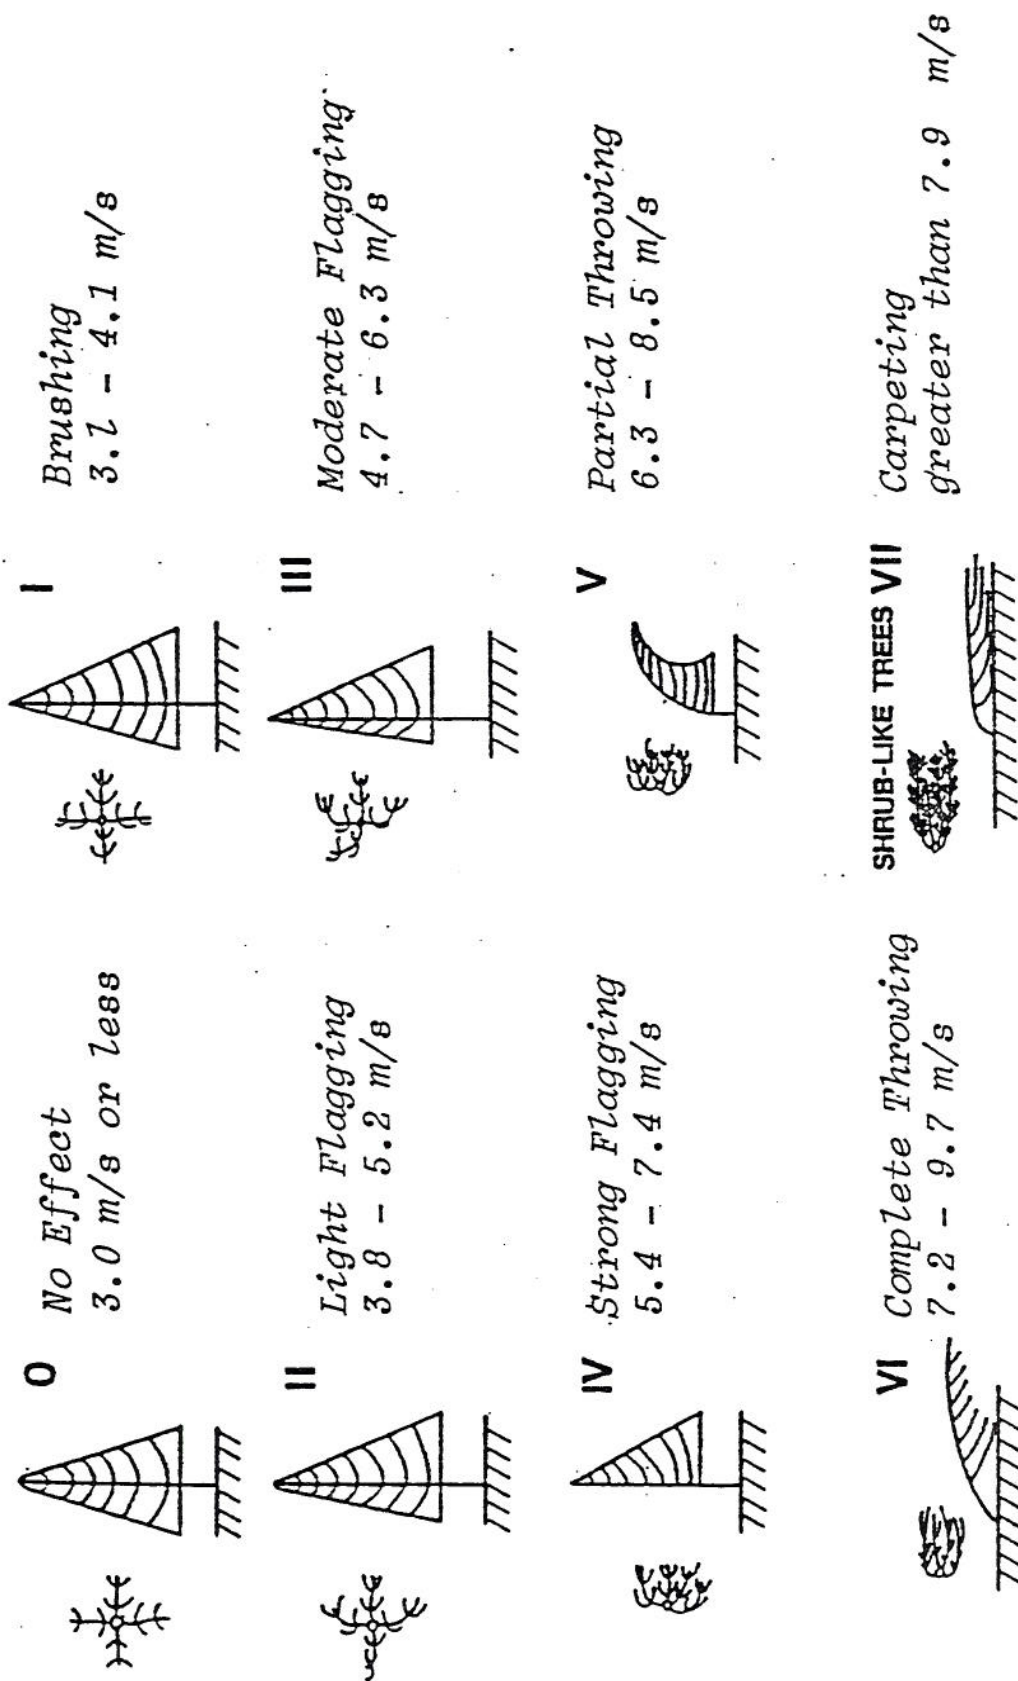 O
No Effect
3.0 m/s or less
I
Brushing
3.1 - 4.1 m/s
II
Light Flagging
3.8 - 5.2 m/s
III
Moderate Flagging
4.7 - 6.3 m/s
IV
Strong Flagging
5.4 - 7.4 m/s
V
Partial Throwing
6.3 - 8.5 m/s
VI
Complete Throwing
7.2 - 9.7 m/s
SHRUB-LIKE TREES VII
Carpeting
greater than 7.9 m/s